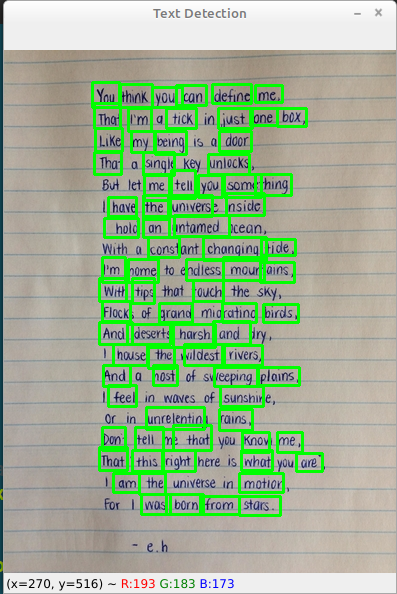 Text Detection
You think you can define me.
That I'm a tick in just one box,
Like my being is a door
That a single key unlocks,
But let me tell you something
I have the universe inside
I hold an untamed ocean,
With a constant changing tide,
I'm home to endless mountains,
With tips that touch the sky,
Flocks of grand migrating birds,
And deserts harsh and dry,
I house the wildest rivers,
And a host of sweeping plains,
I feel in waves of sunshine,
or in unrelenting rains,
Don't tell me that you know me,
That this right here is what you are,
I am the universe in motion,
For I was born from stars.
- e.h
(x=270, y=516) ~ R:193 G:183 B:173